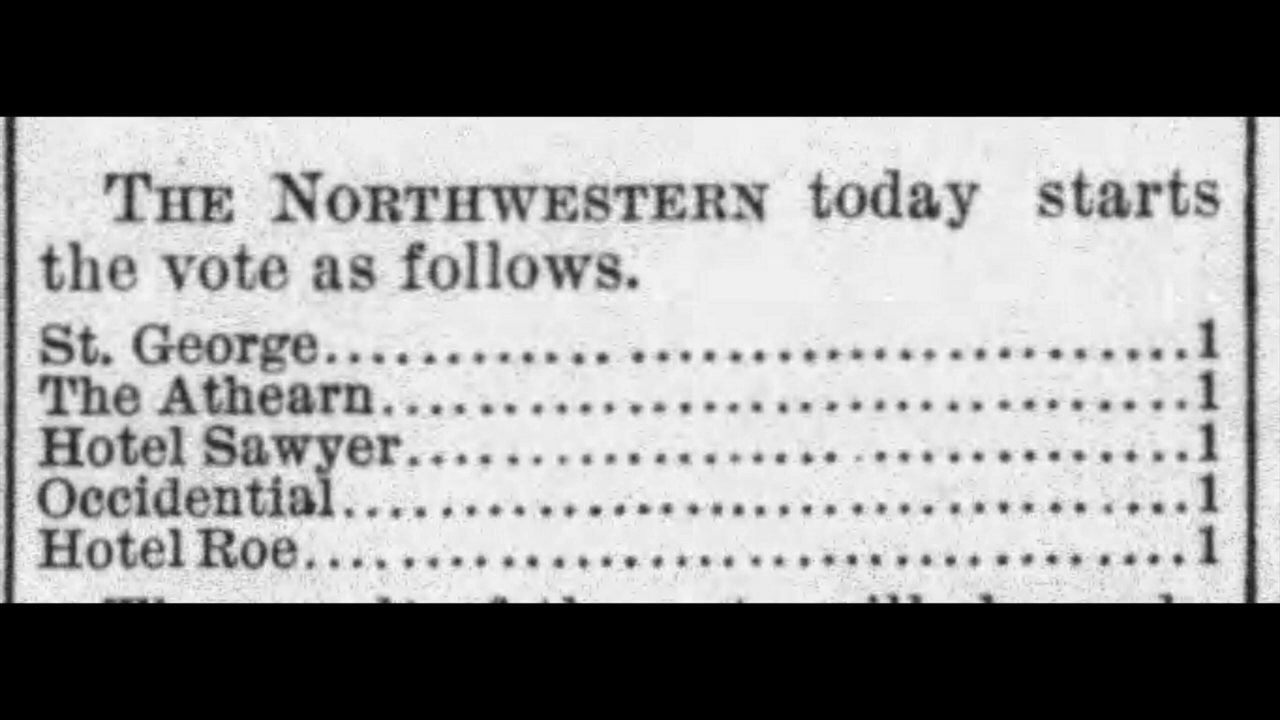 THE NORTHWESTERN today starts
the vote as follows.
St. George.................................1
The Athearn...............................1
Hotel Sawyer..............................1
Occidential................................1
Hotel Roe..................................1